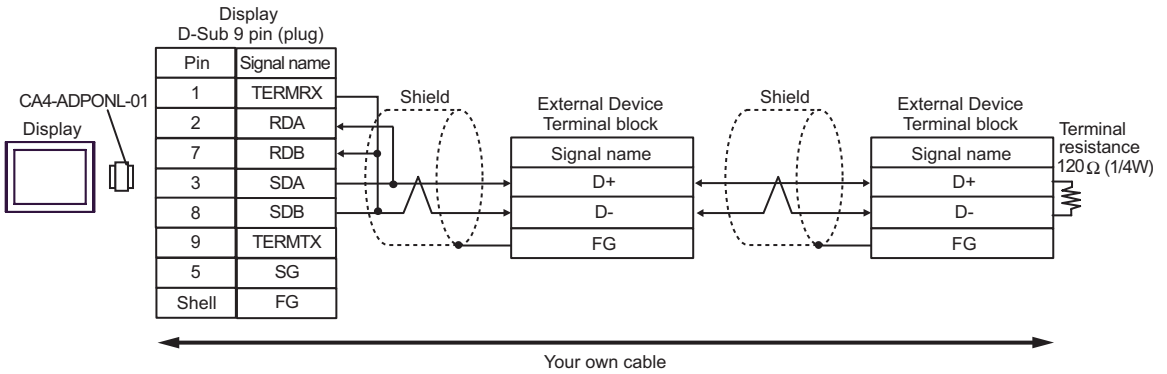 Display
D-Sub 9 pin (plug)
Pin Signal name
1 TERMRX
2 RDA
7 RDB
3 SDA
8 SDB
9 TERMTX
5 SG
Shell FG
CA4-ADPONL-01
Display
Shield
External Device
Terminal block
Signal name
D+
D-
FG
Shield
External Device
Terminal block
Signal name
D+
D-
FG
Terminal
resistance
120Ω (1/4W)
Your own cable